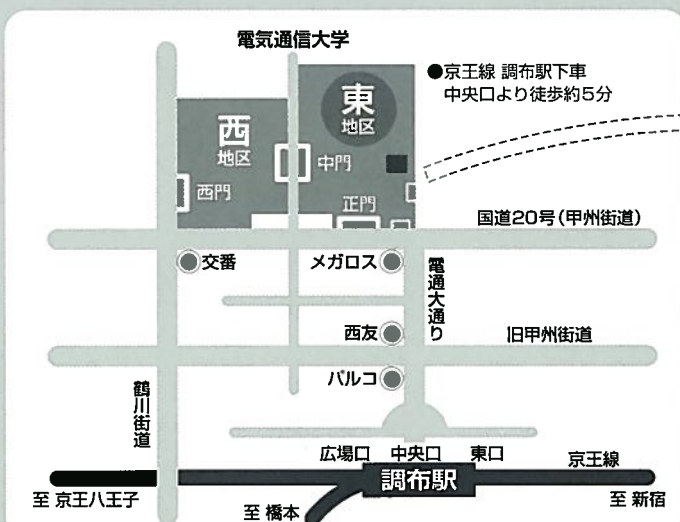 電気通信大学
●京王線 調布駅下車
中央口より徒歩約5分
東
地区
西
地区
中門
西門
正門
国道20号(甲州街道)
交番
メガロス
電通大通り
西友
旧甲州街道
パルコ
鶴川街道
広場口
中央口
東口
京王線
調布駅
至 京王八王子
至 橋本
至 新宿